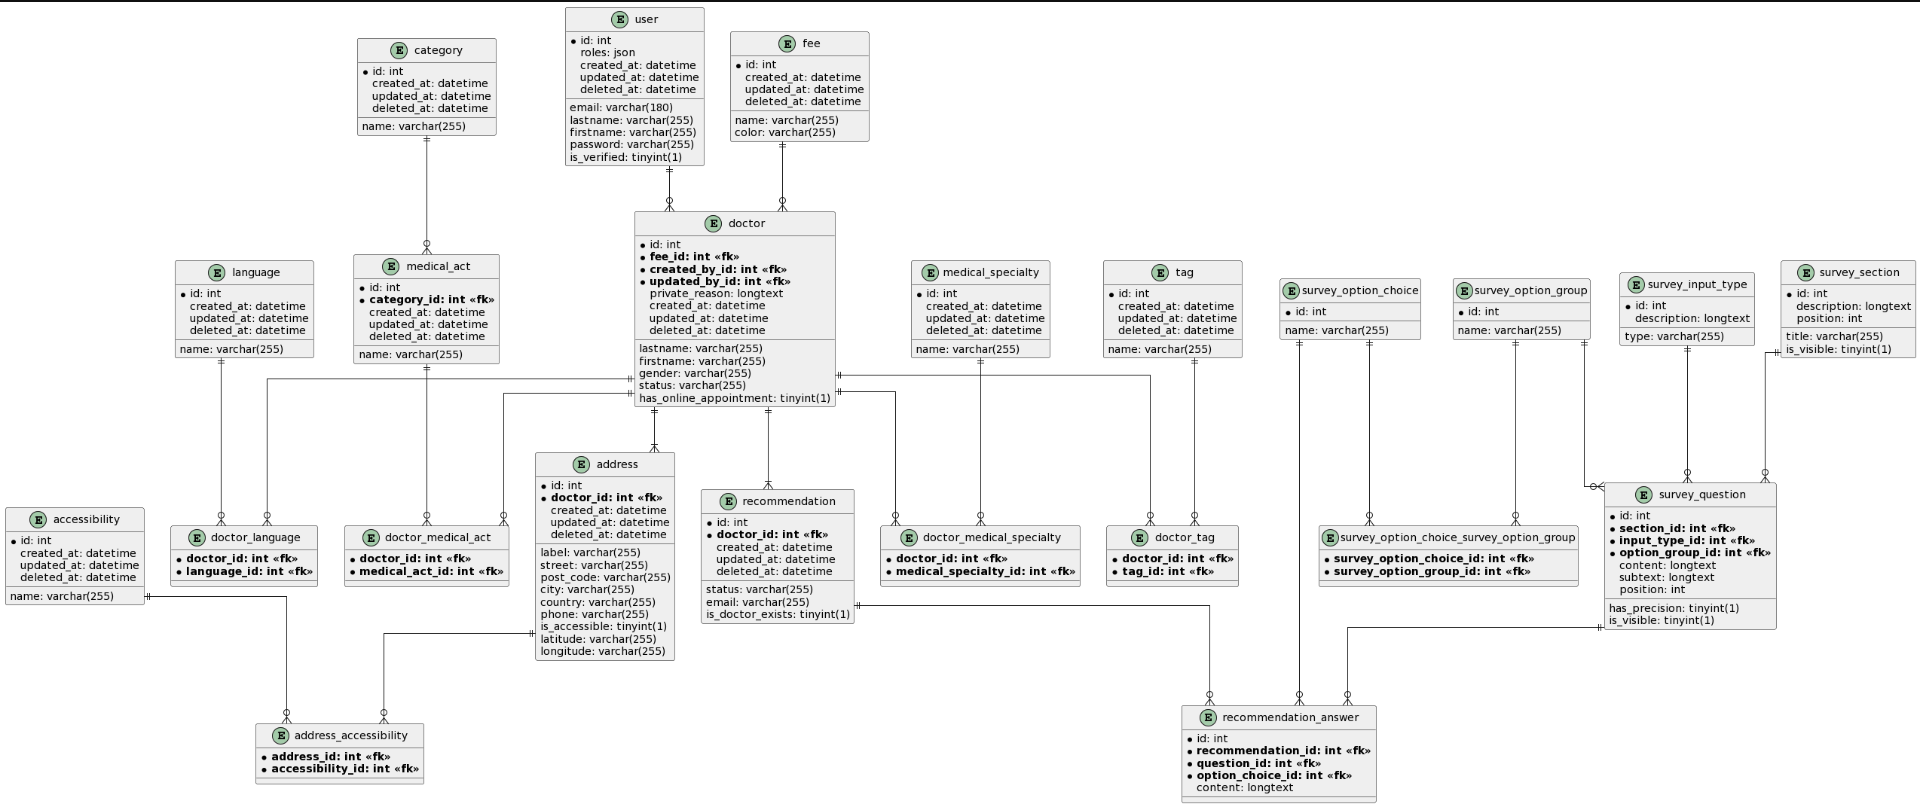 E user
* id: int
roles: json
created_at: datetime
updated_at: datetime
deleted_at: datetime
email: varchar(180)
lastname: varchar(255)
firstname: varchar(255)
password: varchar(255)
is_verified: tinyint(1)
E fee
* id: int
created_at: datetime
updated_at: datetime
deleted_at: datetime
name: varchar(255)
color: varchar(255)
E category
* id: int
created_at: datetime
updated_at: datetime
deleted_at: datetime
name: varchar(255)
E doctor
* id: int
* fee_id: int «fk»
* created_by_id: int «fk»
* updated_by_id: int «fk»
private_reason: longtext
created_at: datetime
updated_at: datetime
deleted_at: datetime
lastname: varchar(255)
firstname: varchar(255)
gender: varchar(255)
status: varchar(255)
has_online_appointment: tinyint(1)
E language
* id: int
created_at: datetime
updated_at: datetime
deleted_at: datetime
name: varchar(255)
E medical_act
* id: int
* category_id: int «fk»
created_at: datetime
updated_at: datetime
deleted_at: datetime
name: varchar(255)
E medical_specialty
* id: int
created_at: datetime
updated_at: datetime
deleted_at: datetime
name: varchar(255)
E tag
* id: int
created_at: datetime
updated_at: datetime
deleted_at: datetime
name: varchar(255)
E survey_option_choice
* id: int
name: varchar(255)
E survey_option_group
* id: int
name: varchar(255)
E survey_input_type
* id: int
description: longtext
type: varchar(255)
E survey_section
* id: int
description: longtext
position: int
title: varchar(255)
is_visible: tinyint(1)
E accessibility
* id: int
created_at: datetime
updated_at: datetime
deleted_at: datetime
name: varchar(255)
E doctor_language
* doctor_id: int «fk»
* language_id: int «fk»
E doctor_medical_act
* doctor_id: int «fk»
* medical_act_id: int «fk»
E address
* id: int
* doctor_id: int «fk»
created_at: datetime
updated_at: datetime
deleted_at: datetime
label: varchar(255)
street: varchar(255)
post_code: varchar(255)
city: varchar(255)
country: varchar(255)
phone: varchar(255)
is_accessible: tinyint(1)
latitude: varchar(255)
longitude: varchar(255)
E recommendation
* id: int
* doctor_id: int «fk»
created_at: datetime
updated_at: datetime
deleted_at: datetime
status: varchar(255)
email: varchar(255)
is_doctor_exists: tinyint(1)
E doctor_medical_specialty
* doctor_id: int «fk»
* medical_specialty_id: int «fk»
E doctor_tag
* doctor_id: int «fk»
* tag_id: int «fk»
E survey_option_choice_survey_option_group
* survey_option_choice_id: int «fk»
* survey_option_group_id: int «fk»
E survey_question
* id: int
* section_id: int «fk»
* input_type_id: int «fk»
* option_group_id: int «fk»
content: longtext
subtext: longtext
position: int
has_precision: tinyint(1)
is_visible: tinyint(1)
E address_accessibility
* address_id: int «fk»
* accessibility_id: int «fk»
E recommendation_answer
* id: int
* recommendation_id: int «fk»
* question_id: int «fk»
* option_choice_id: int «fk»
content: longtext